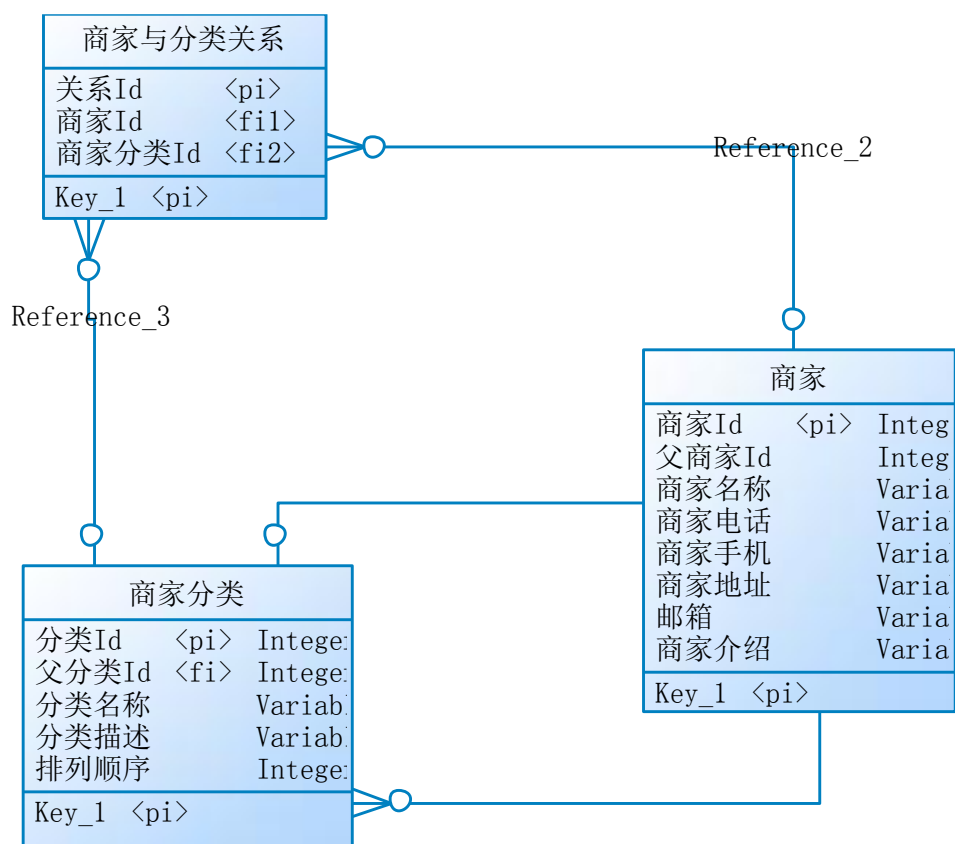 商家与分类关系
关系Id <pi>
商家Id <fi1>
商家分类Id <fi2>
Key_1 <pi>
Reference_2
Reference_3
商家
商家Id <pi> Integ
父商家Id Integ
商家名称 Varia
商家电话 Varia
商家手机 Varia
商家地址 Varia
邮箱 Varia
商家介绍 Varia
Key_1 <pi>
商家分类
分类Id <pi> Intege
父分类Id <fi> Intege
分类名称 Variab
分类描述 Variab
排列顺序 Intege
Key_1 <pi>